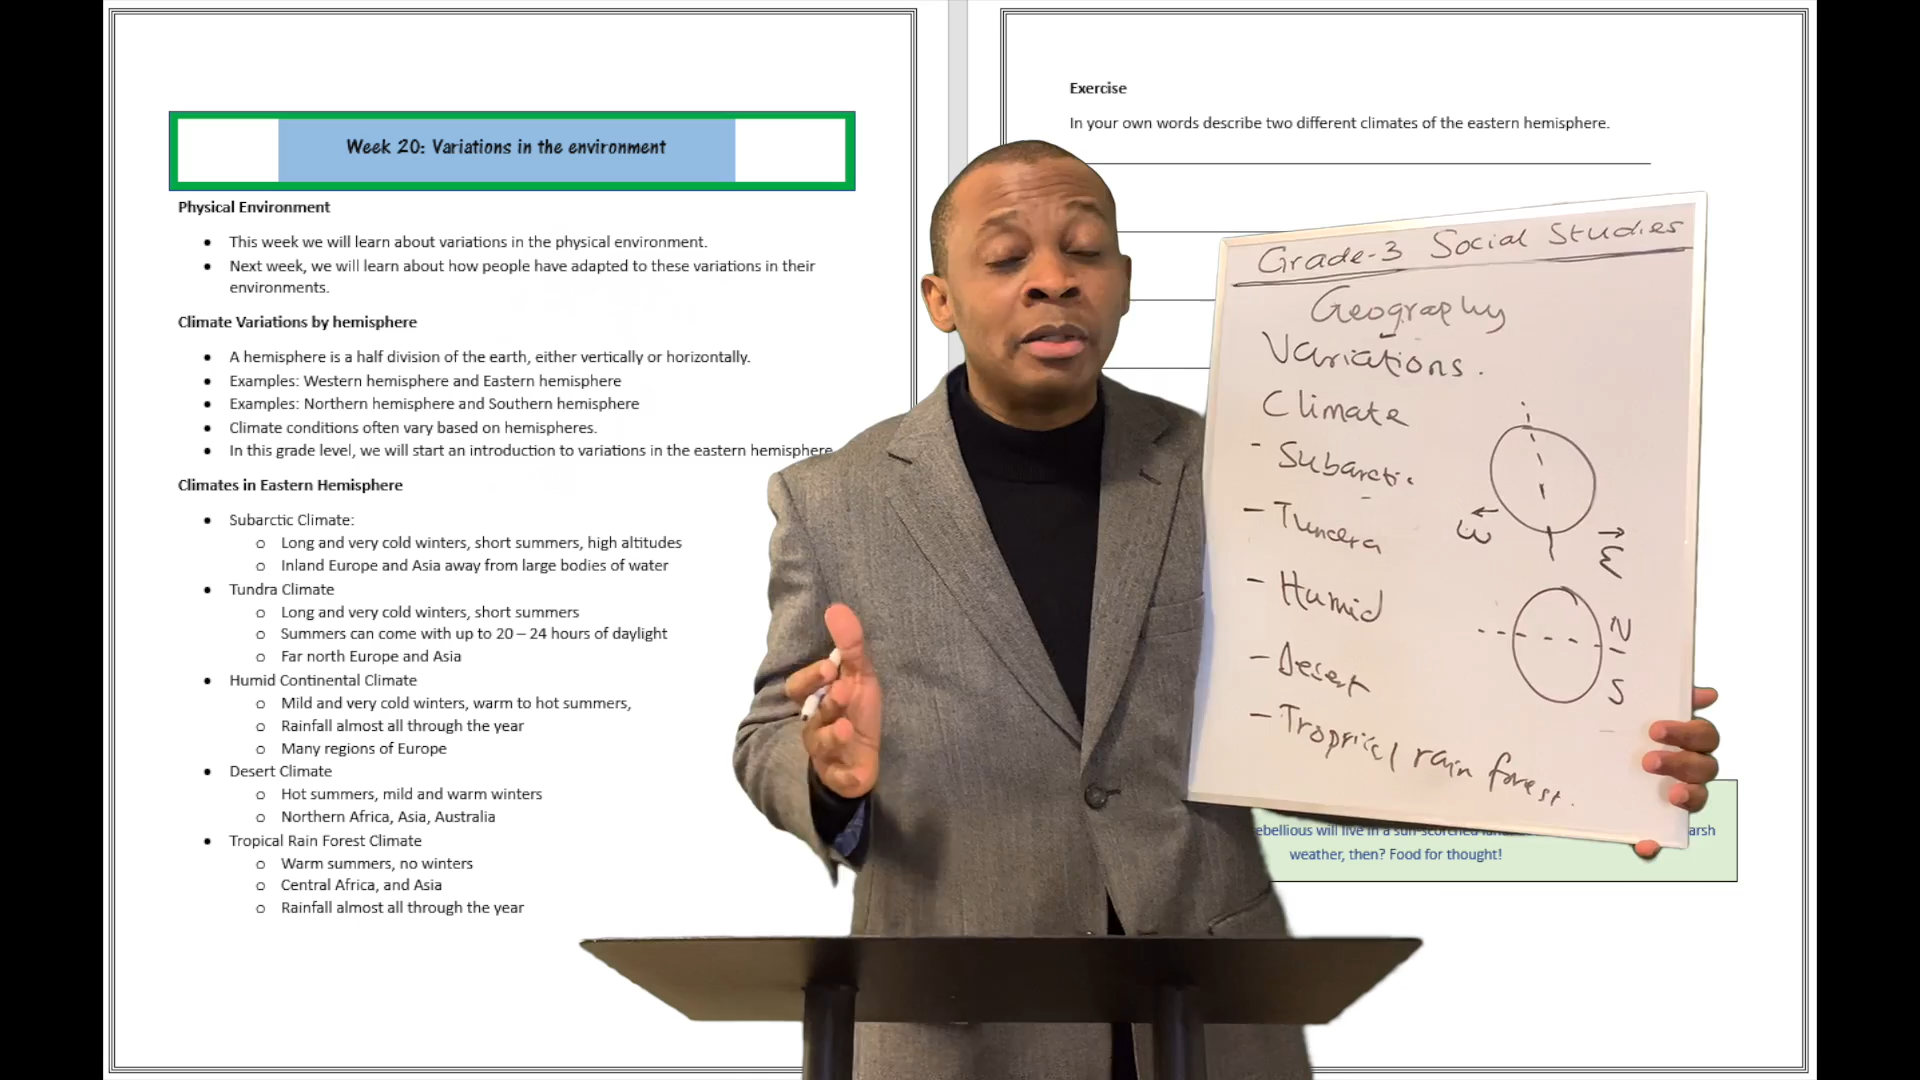 Week 20: Variations in the environment
Physical Environment
• This week we will learn about variations in the physical environment.
• Next week, we will learn about how people have adapted to these variations in their
environments.
Climate Variations by hemisphere
• A hemisphere is a half division of the earth, either vertically or horizontally.
• Examples: Western hemisphere and Eastern hemisphere
• Examples: Northern hemisphere and Southern hemisphere
• Climate conditions often vary based on hemispheres.
• In this grade level, we will start an introduction to variations in the eastern hemisphere
Climates in Eastern Hemisphere
• Subarctic Climate:
o Long and very cold winters, short summers, high altitudes
o Inland Europe and Asia away from large bodies of water
• Tundra Climate
o Long and very cold winters, short summers
o Summers can come with up to 20 – 24 hours of daylight
o Far north Europe and Asia
• Humid Continental Climate
o Mild and very cold winters, warm to hot summers,
o Rainfall almost all through the year
o Many regions of Europe
• Desert Climate
o Hot summers, mild and warm winters
o Northern Africa, Asia, Australia
• Tropical Rain Forest Climate
o Warm summers, no winters
o Central Africa, and Asia
o Rainfall almost all through the year
Exercise
In your own words describe two different climates of the eastern hemisphere.
Grade-3 Social Studies
Geography
Variations.
Climate
- Subarctic
- Tundra
- Humid
- Desert
- Tropical rain forest.
W E
N
S
will live in a sun-scorched
weather, then? Food for thought!